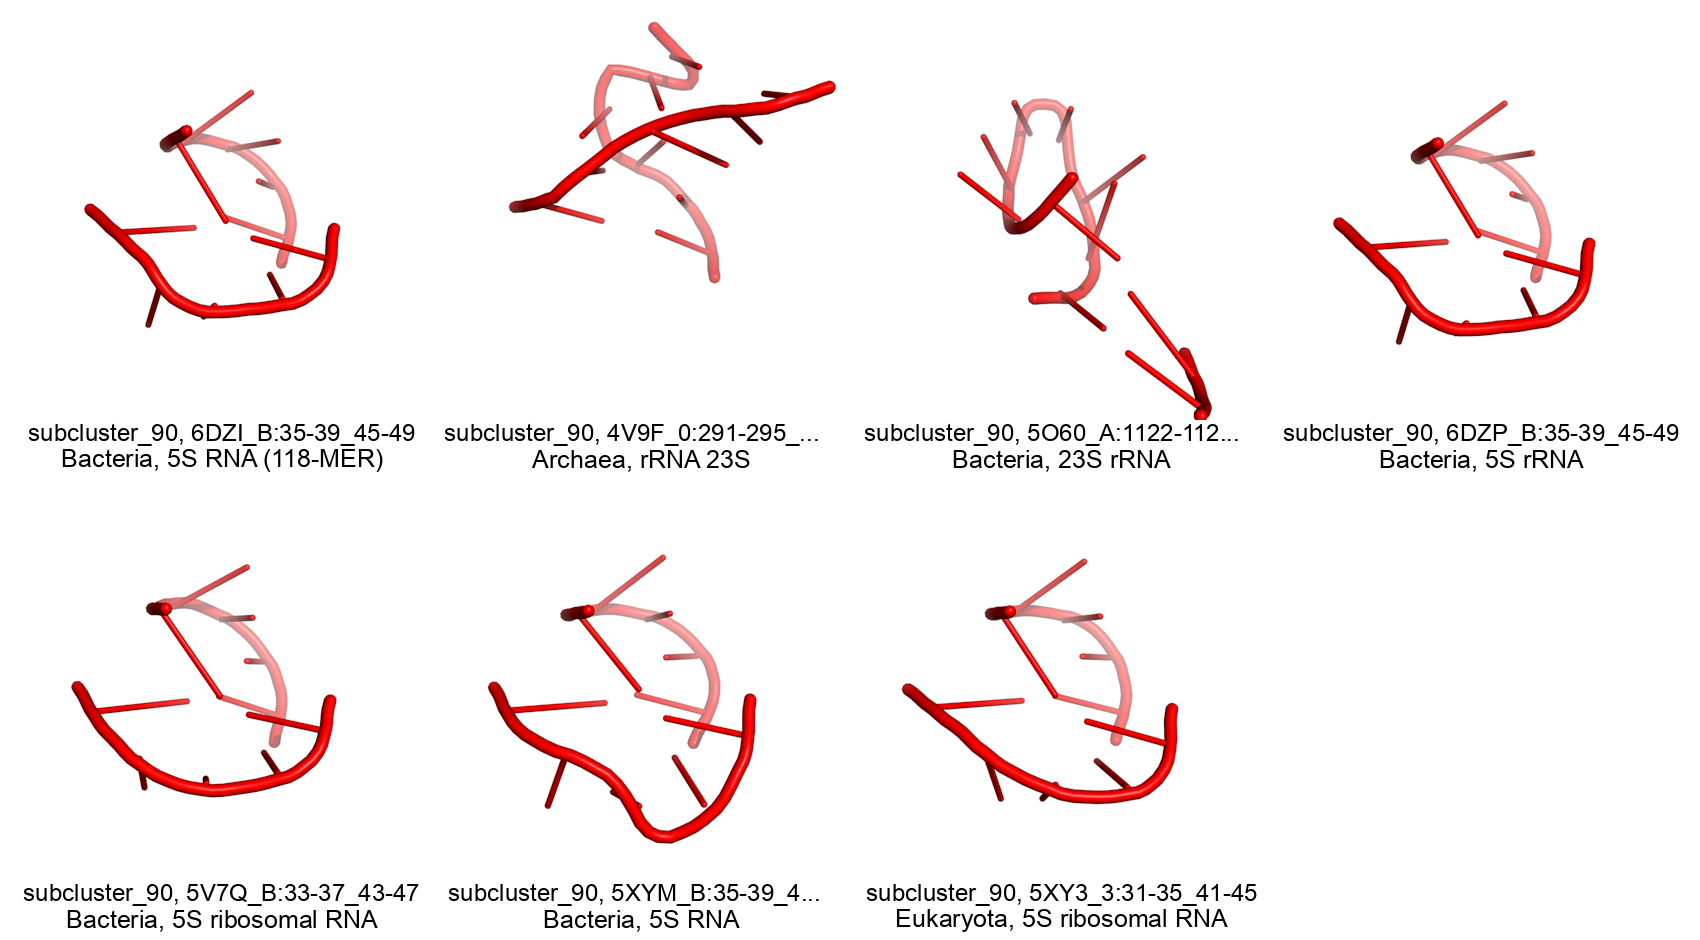 subcluster_90, 6DZI_B:35-39_45-49
Bacteria, 5S RNA (118-MER)
subcluster_90, 4V9F_0:291-295_...
Archaea, rRNA 23S
subcluster_90, 5O60_A:1122-112...
Bacteria, 23S rRNA
subcluster_90, 6DZP_B:35-39_45-49
Bacteria, 5S rRNA
subcluster_90, 5V7Q_B:33-37_43-47
Bacteria, 5S ribosomal RNA
subcluster_90, 5XYM_B:35-39_4...
Bacteria, 5S RNA
subcluster_90, 5XY3_3:31-35_41-45
Eukaryota, 5S ribosomal RNA